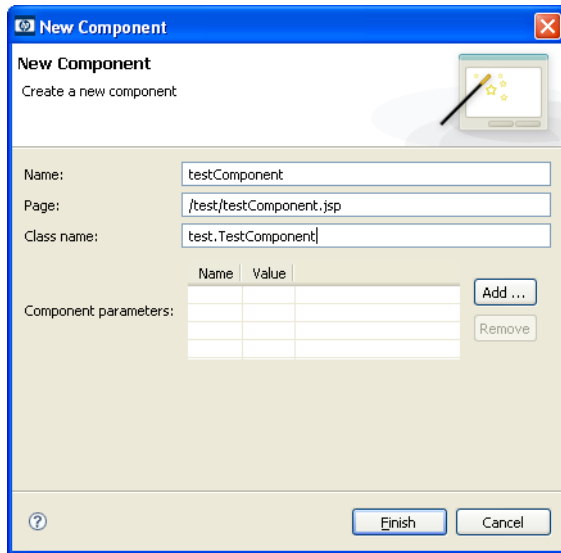 New Component
New Component
Create a new component
Name: testComponent
Page: /test/testComponent.jsp
Class name: test.TestComponent
Name Value
Add ...
Component parameters:
Remove
? Finish Cancel